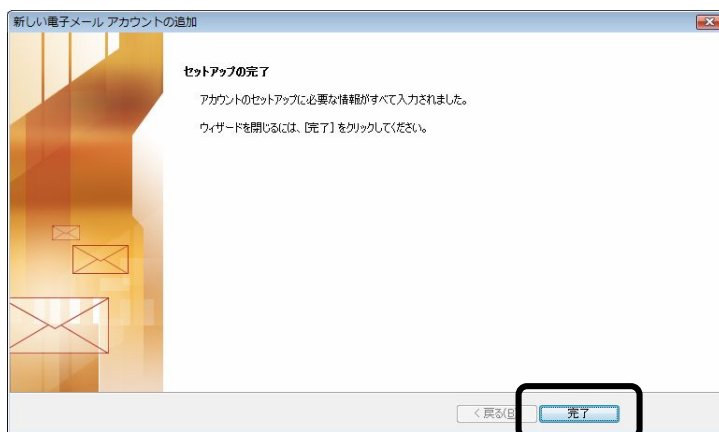 新しい電子メール アカウントの追加
セットアップの完了
アカウントのセットアップに必要な情報がすべて入力されました。
ウィザードを閉じるには、[完了] をクリックしてください。
< 戻る(B
完了